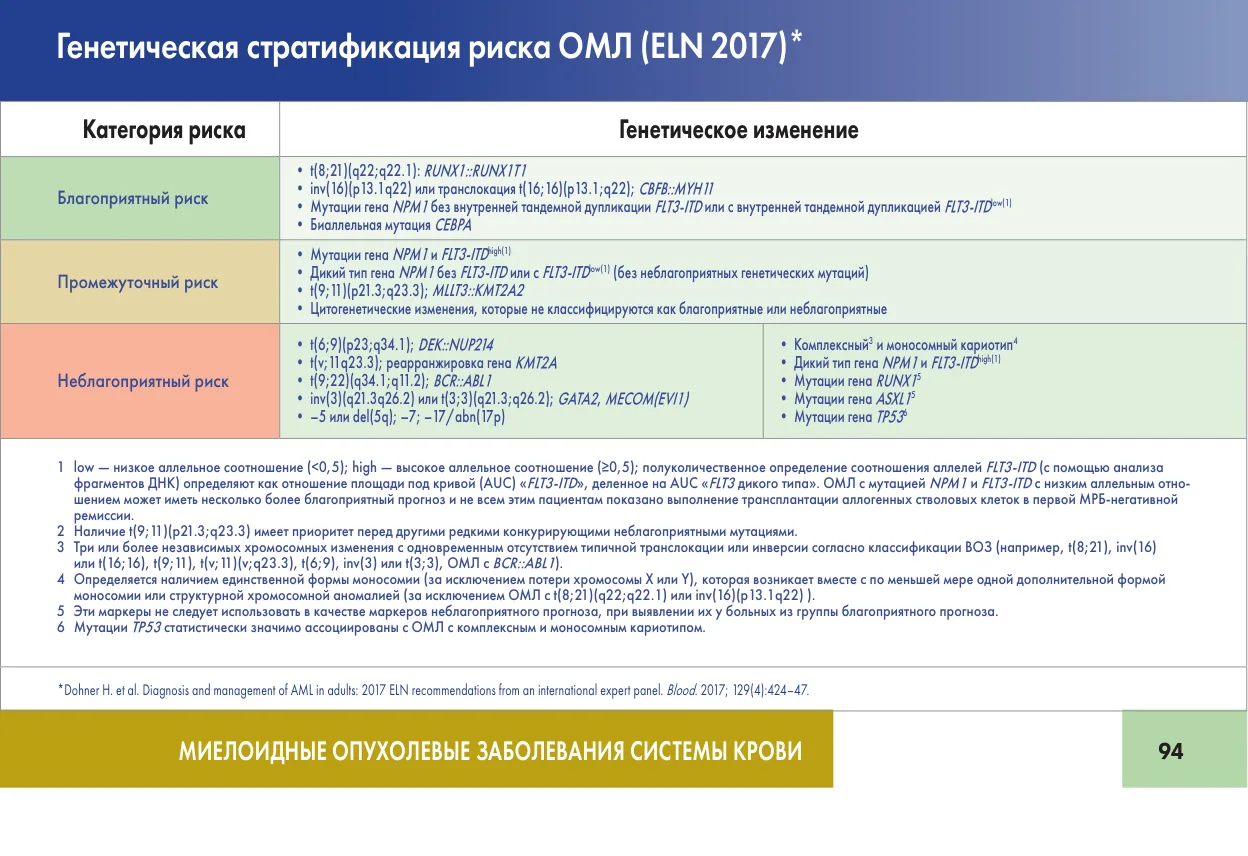 Генетическая стратификация риска ОМЛ (ELN 2017)*
Категория риска
Генетическое изменение
Благоприятный риск
• t(8;21)(q22;q22.1): RUNX1::RUNX1T1
• inv(16)(p13.1q22) или транслокация t(16;16)(p13.1;q22); CBFB::MYH11
• Мутации гена NPM1 без внутренней тандемной дупликации FLT3-ITD или с внутренней тандемной дупликацией FLT3-ITDlow(1)
• Биаллельная мутация CEBPA
Промежуточный риск
• Мутации гена NPM1 и FLT3-ITDhigh(1)
• Дикий тип гена NPM1 без FLT3-ITD или с FLT3-ITDlow(1) (без неблагоприятных генетических мутаций)
• t(9;11)(p21.3;q23.3); MLLT3::KMT2A2
• Цитогенетические изменения, которые не классифицируются как благоприятные или неблагоприятные
Неблагоприятный риск
• t(6;9)(p23;q34.1); DEK::NUP214
• t(v;11q23.3); реарранжировка гена KMT2A
• t(9;22)(q34.1;q11.2); BCR::ABL1
• inv(3)(q21.3q26.2) или t(3;3)(q21.3;q26.2); GATA2, MECOM(EVI1)
• –5 или del(5q); –7; –17/abn(17p)
• Комплексный3 и моносомный кариотип4
• Дикий тип гена NPM1 и FLT3-ITDhigh(1)
• Мутации гена RUNX15
• Мутации гена ASXL15
• Мутации гена TP536
1 low — низкое аллельное соотношение (<0,5); high — высокое аллельное соотношение (≥0,5); полуколичественное определение соотношения аллелей FLT3-ITD (с помощью анализа
фрагментов ДНК) определяют как отношение площади под кривой (AUC) «FLT3-ITD», деленное на AUC «FLT3 дикого типа». ОМЛ с мутацией NPM1 и FLT3-ITD с низким аллельным отно-
шением может иметь несколько более благоприятный прогноз и не всем этим пациентам показано выполнение трансплантации аллогенных стволовых клеток в первой МРБ-негативной
ремиссии.
2 Наличие t(9;11)(p21.3;q23.3) имеет приоритет перед другими редкими конкурирующими неблагоприятными мутациями.
3 Три или более независимых хромосомных изменения с одновременным отсутствием типичной транслокации или инверсии согласно классификации ВОЗ (например, t(8;21), inv(16)
или t(16;16), t(9;11), t(v;11)(v;q23.3), t(6;9), inv(3) или t(3;3), ОМЛ с BCR::ABL1).
4 Определяется наличием единственной формы моносомии (за исключением потери хромосомы X или Y), которая возникает вместе с по меньшей мере одной дополнительной формой
моносомии или структурной хромосомной аномалией (за исключением ОМЛ с t(8;21)(q22;q22.1) или inv(16)(p13.1q22) ).
5 Эти маркеры не следует использовать в качестве маркеров неблагоприятного прогноза, при выявлении их у больных из группы благоприятного прогноза.
6 Мутации TP53 статистически значимо ассоциированы с ОМЛ с комплексным и моносомным кариотипом.
*Dohner H. et al. Diagnosis and management of AML in adults: 2017 ELN recommendations from an international expert panel. Blood. 2017; 129(4):424–47.
МИЕЛОИДНЫЕ ОПУХОЛЕВЫЕ ЗАБОЛЕВАНИЯ СИСТЕМЫ КРОВИ
94